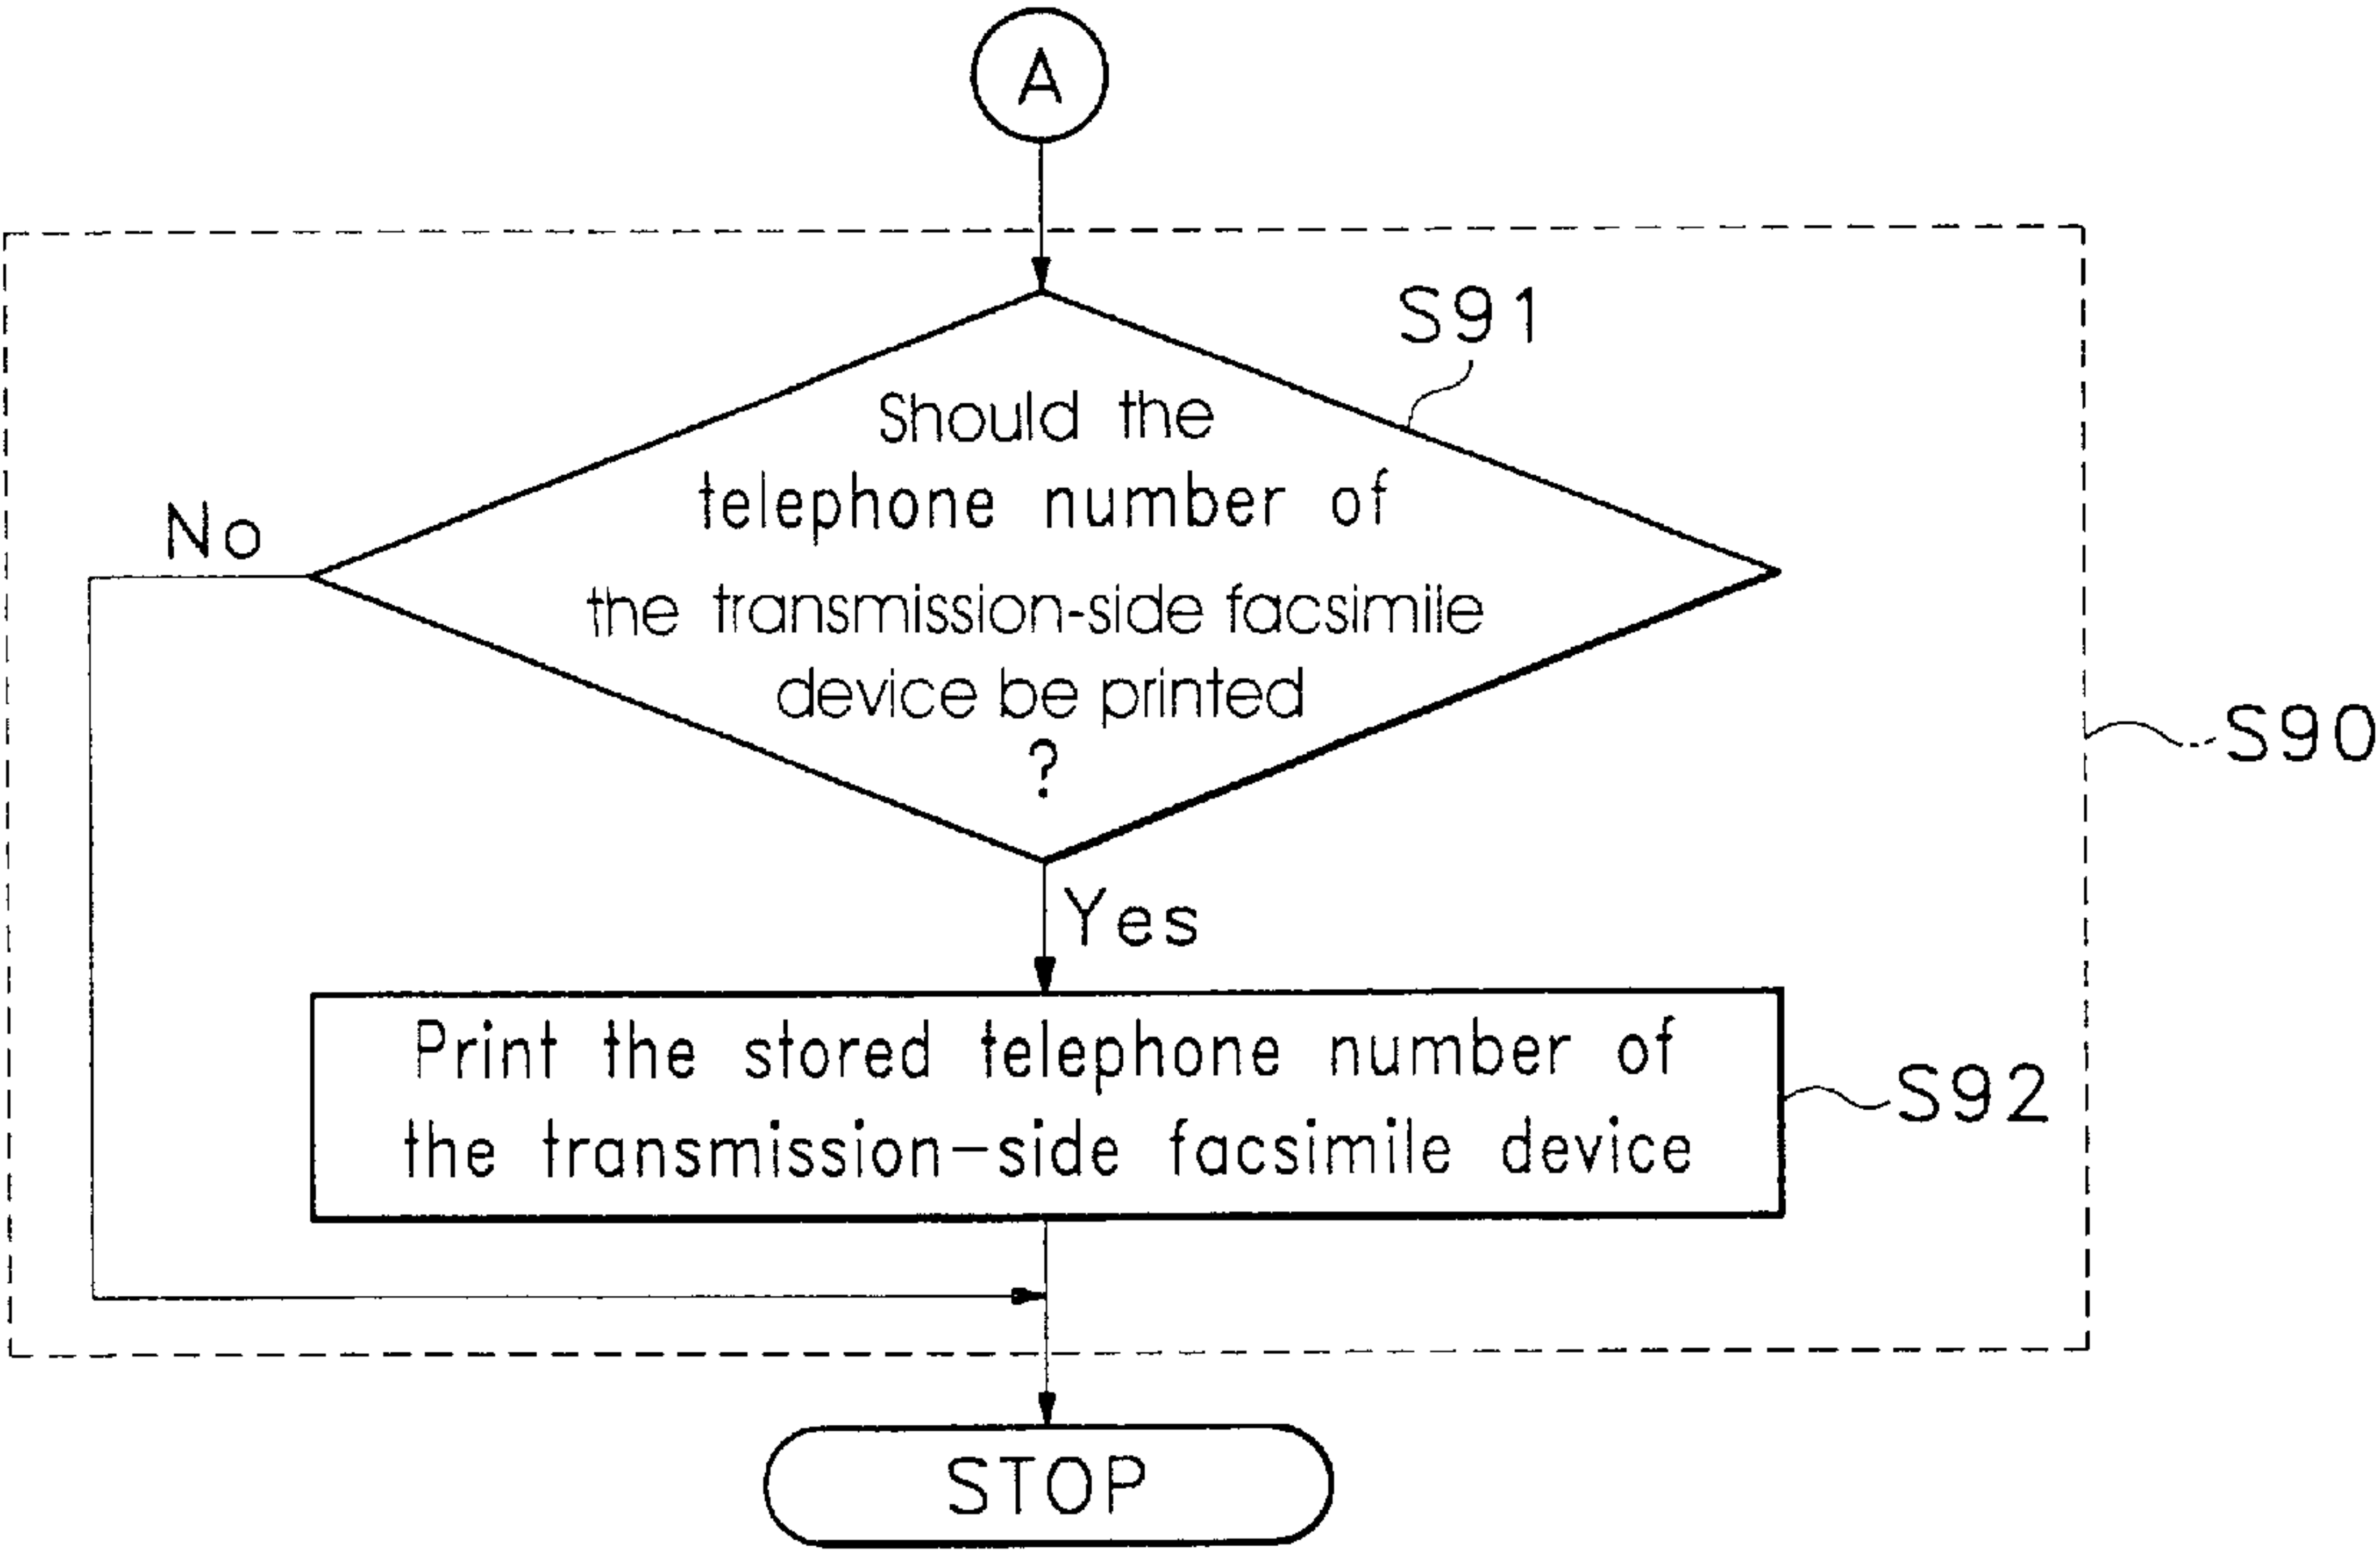 A
S91
Should the
telephone number of
the transmission-side facsimile
device be printed
?
No
S90
Yes
Print the stored telephone number of
the transmission-side facsimile device
S92
STOP